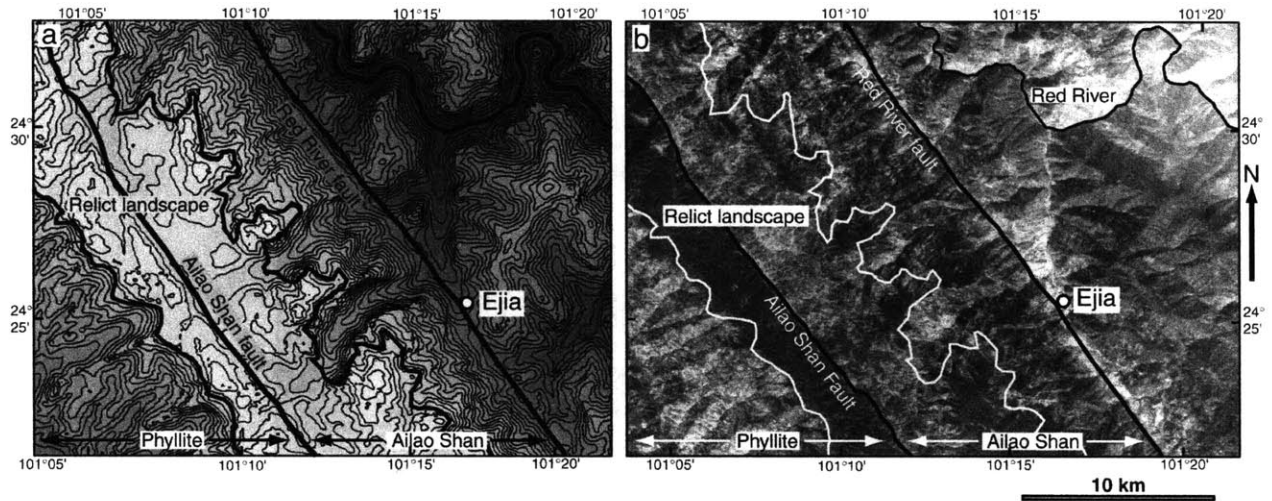 101°05' 101°10' 101°15' 101°20'
a
24°
30'
Red River fault
Relict landscape
Ailao Shan fault
24°
25'
Ejia
Phyllite
Ailao Shan
101°05' 101°10' 101°15' 101°20'
101°05' 101°10' 101°15' 101°20'
b
Red River
Red River fault
24°
30'
N
Relict landscape
Ejia
Ailao Shan Fault
24°
25'
Phyllite
Ailao Shan
101°05' 101°10' 101°15' 101°20'
10 km